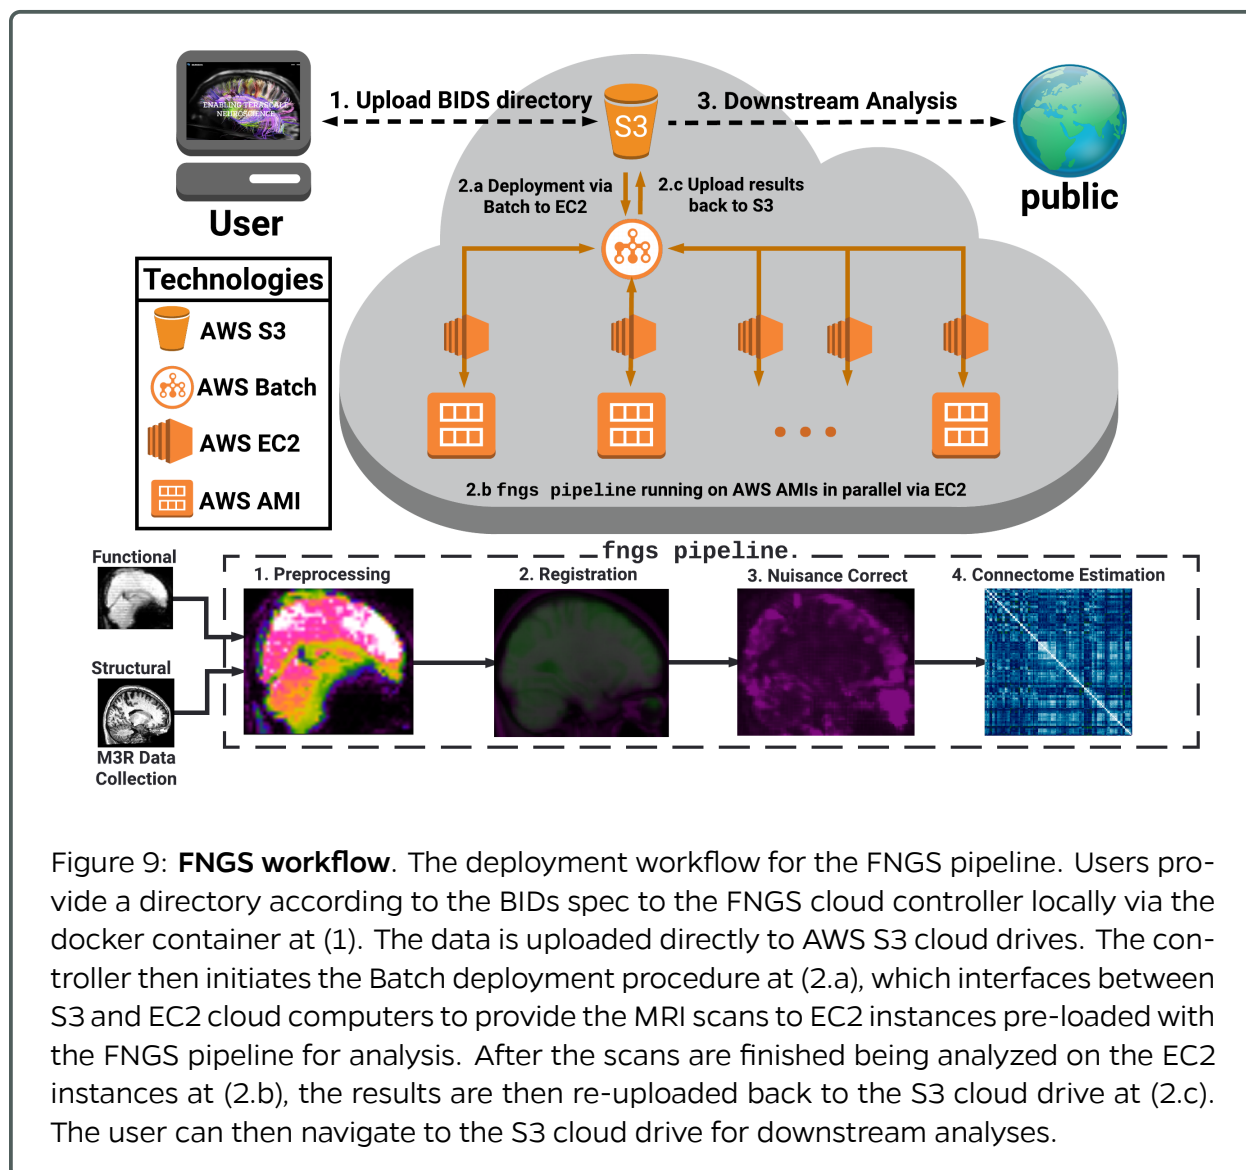 ENABLING TERASCALE
NEUROSCIENCE
1. Upload BIDS directory
S3
3. Downstream Analysis
User
public
2.a Deployment via
Batch to EC2
2.c Upload results
back to S3
Technologies
AWS S3
AWS Batch
AWS EC2
AWS AMI
2.b fngs pipeline running on AWS AMIs in parallel via EC2
fngs pipeline.
Functional
Structural
M3R Data
Collection
1. Preprocessing
2. Registration
3. Nuisance Correct
4. Connectome Estimation
Figure 9: FNGS workflow. The deployment workflow for the FNGS pipeline. Users pro-
vide a directory according to the BIDs spec to the FNGS cloud controller locally via the
docker container at (1). The data is uploaded directly to AWS S3 cloud drives. The con-
troller then initiates the Batch deployment procedure at (2.a), which interfaces between
S3 and EC2 cloud computers to provide the MRI scans to EC2 instances pre-loaded with
the FNGS pipeline for analysis. After the scans are finished being analyzed on the EC2
instances at (2.b), the results are then re-uploaded back to the S3 cloud drive at (2.c).
The user can then navigate to the S3 cloud drive for downstream analyses.